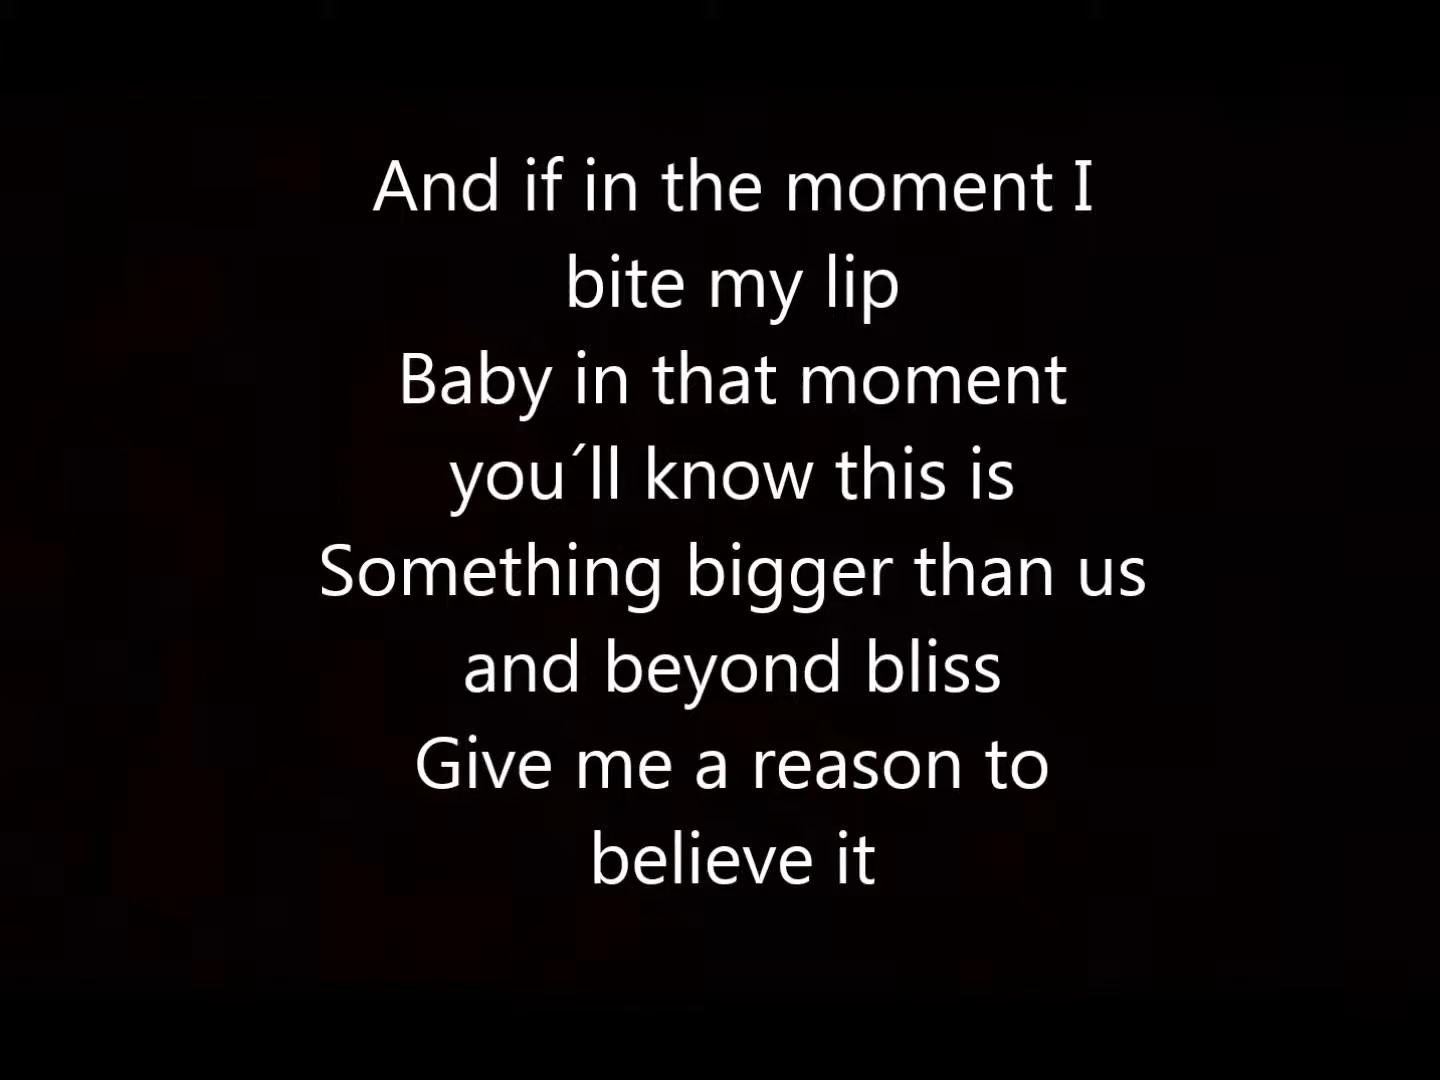 And if in the moment I
bite my lip
Baby in that moment
you´ll know this is
Something bigger than us
and beyond bliss
Give me a reason to
believe it